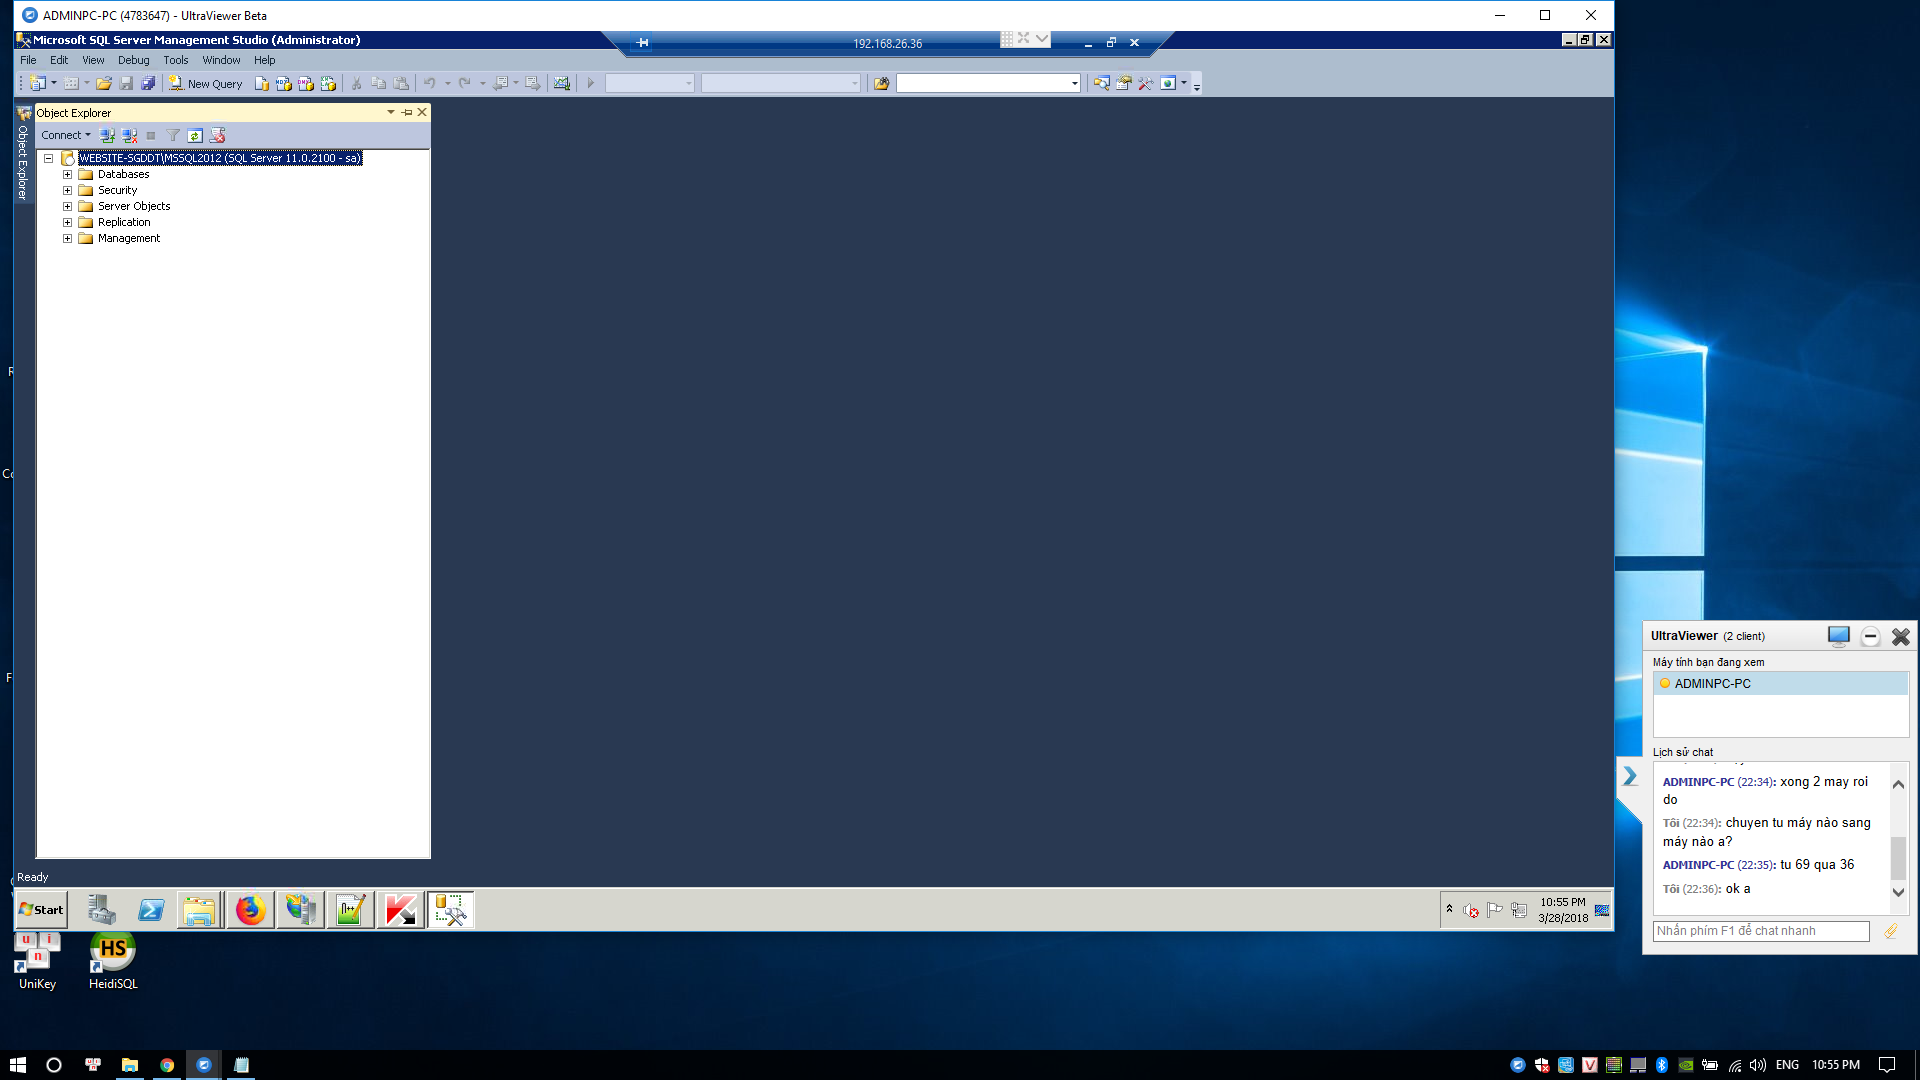 ADMINPC-PC (4783647) - UltraViewer Beta
Microsoft SQL Server Management Studio (Administrator)
192.168.26.36
File Edit View Debug Tools Window Help
New Query
Object Explorer
Object Explorer
Connect
WEBSITE-SGDDT\MSSQL2012 (SQL Server 11.0.2100 - sa)
Databases
Security
Server Objects
Replication
Management
Ready
Start
10:55 PM
3/28/2018
UniKey
HeidiSQL
HS
UltraViewer (2 client)
Máy tính bạn đang xem
ADMINPC-PC
Lịch sử chat
ADMINPC-PC (22:34): xong 2 may roi
do
Tôi (22:34): chuyen tu máy nào sang
máy nào a?
ADMINPC-PC (22:35): tu 69 qua 36
Tôi (22:36): ok a
Nhấn phím F1 để chat nhanh
ENG
10:55 PM